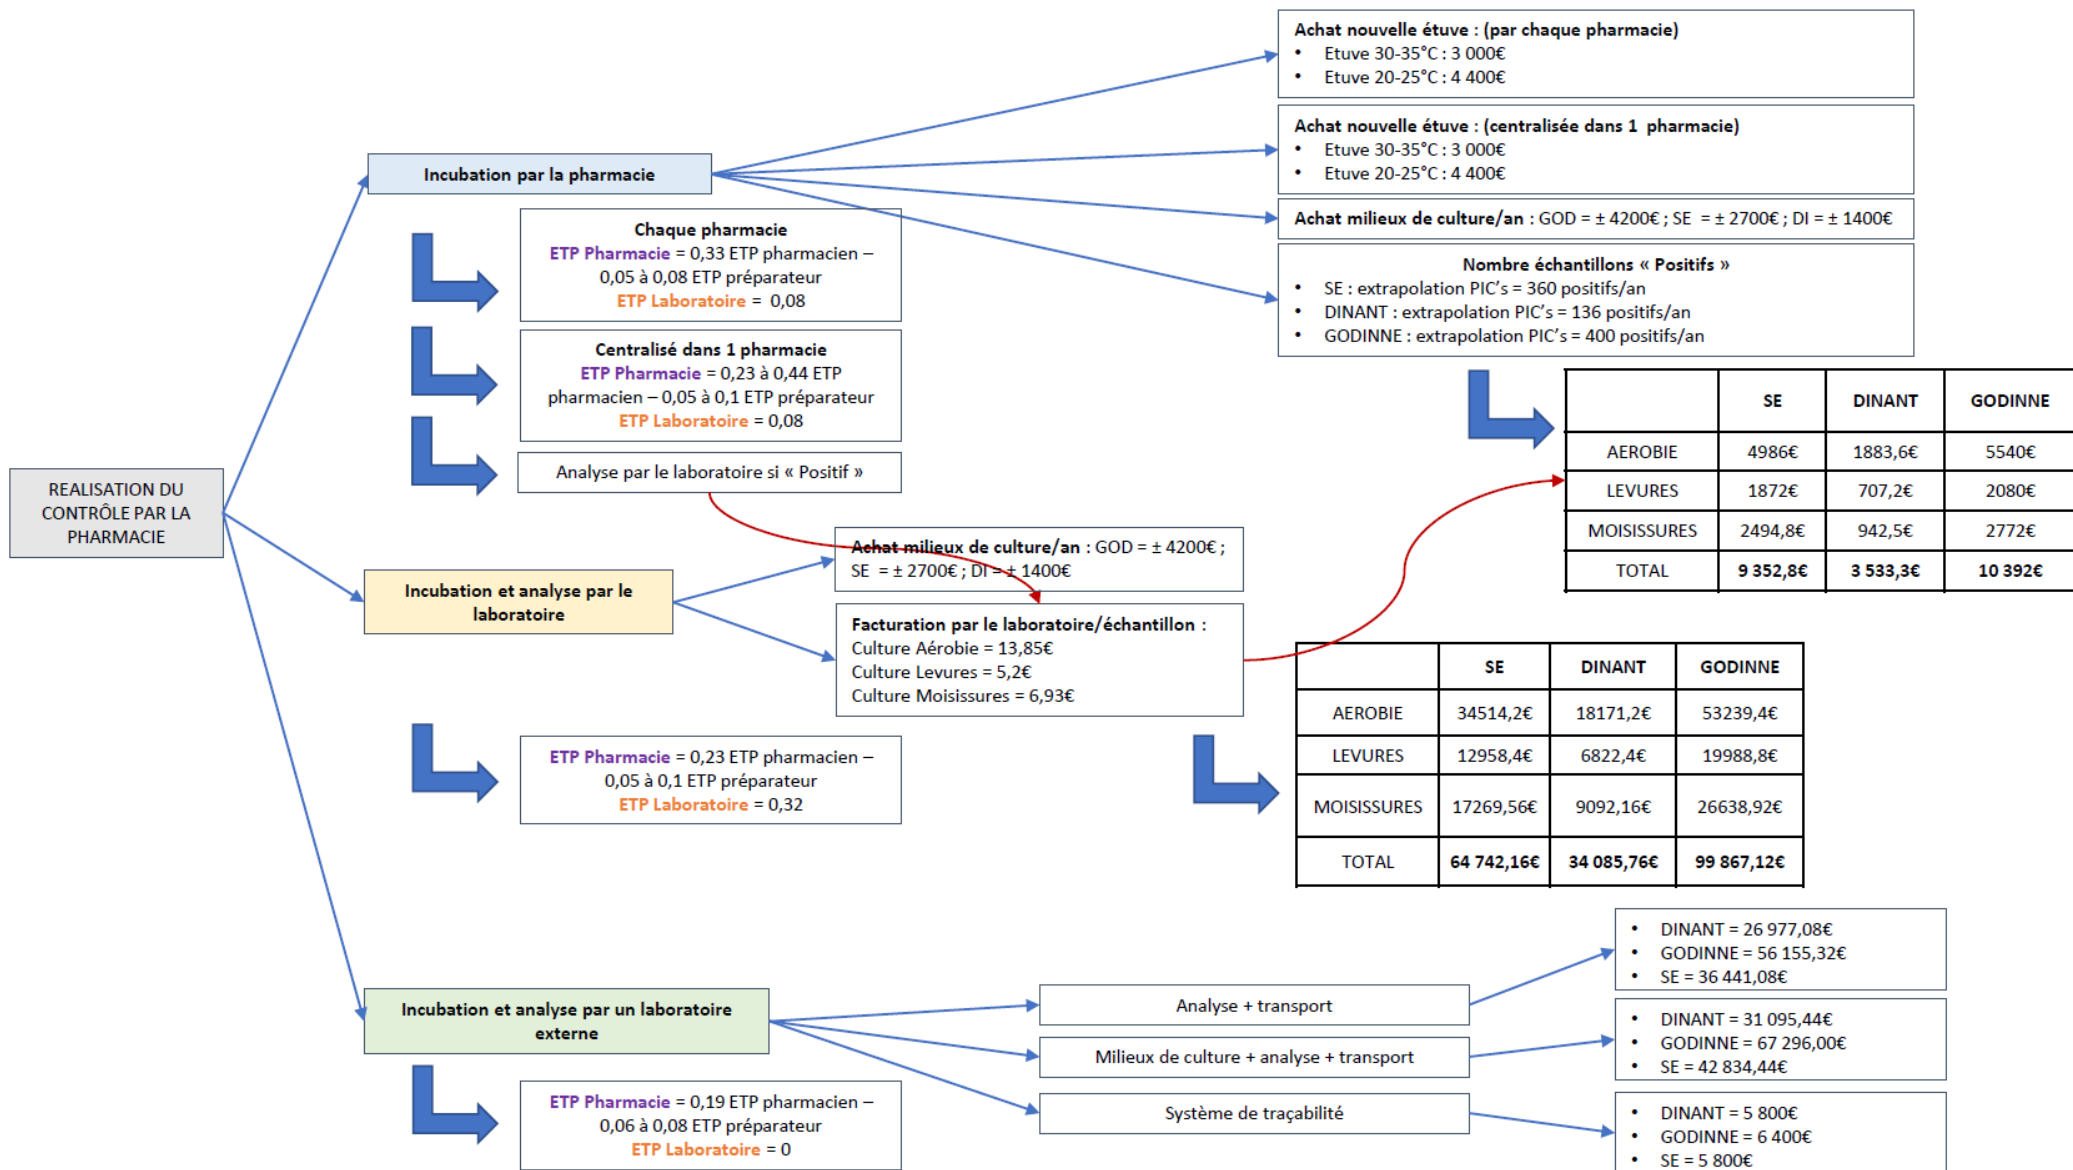 Achat nouvelle étuve : (par chaque pharmacie)
• Etuve 30-35°C : 3 000€
• Etuve 20-25°C : 4 400€
Achat nouvelle étuve : (centralisée dans 1 pharmacie)
• Etuve 30-35°C : 3 000€
• Etuve 20-25°C : 4 400€
Incubation par la pharmacie
Achat milieux de culture/an : GOD = ± 4200€ ; SE = ± 2700€ ; DI = ± 1400€
Chaque pharmacie
ETP Pharmacie = 0,33 ETP pharmacien –
0,05 à 0,08 ETP préparateur
ETP Laboratoire = 0,08
Nombre échantillons « Positifs »
• SE : extrapolation PIC’s = 360 positifs/an
• DINANT : extrapolation PIC’s = 136 positifs/an
• GODINNE : extrapolation PIC’s = 400 positifs/an
Centralisé dans 1 pharmacie
ETP Pharmacie = 0,23 à 0,44 ETP
pharmacien – 0,05 à 0,1 ETP préparateur
ETP Laboratoire = 0,08
SE DINANT GODINNE
AEROBIE 4986€ 1883,6€ 5540€
LEVURES 1872€ 707,2€ 2080€
MOISISSURES 2494,8€ 942,5€ 2772€
TOTAL 9 352,8€ 3 533,3€ 10 392€
Analyse par le laboratoire si « Positif »
REALISATION DU
CONTRÔLE PAR LA
PHARMACIE
Incubation et analyse par le
laboratoire
Achat milieux de culture/an : GOD = ± 4200€ ;
SE = ± 2700€ ; DI = ± 1400€
Facturation par le laboratoire/échantillon :
Culture Aérobie = 13,85€
Culture Levures = 5,2€
Culture Moisissures = 6,93€
SE DINANT GODINNE
AEROBIE 34514,2€ 18171,2€ 53239,4€
LEVURES 12958,4€ 6822,4€ 19988,8€
MOISISSURES 17269,56€ 9092,16€ 26638,92€
TOTAL 64 742,16€ 34 085,76€ 99 867,12€
ETP Pharmacie = 0,23 ETP pharmacien –
0,05 à 0,1 ETP préparateur
ETP Laboratoire = 0,32
Incubation et analyse par un laboratoire
externe
Analyse + transport
• DINANT = 26 977,08€
• GODINNE = 56 155,32€
• SE = 36 441,08€
Milieux de culture + analyse + transport
• DINANT = 31 095,44€
• GODINNE = 67 296,00€
• SE = 42 834,44€
Système de traçabilité
• DINANT = 5 800€
• GODINNE = 6 400€
• SE = 5 800€
ETP Pharmacie = 0,19 ETP pharmacien –
0,06 à 0,08 ETP préparateur
ETP Laboratoire = 0